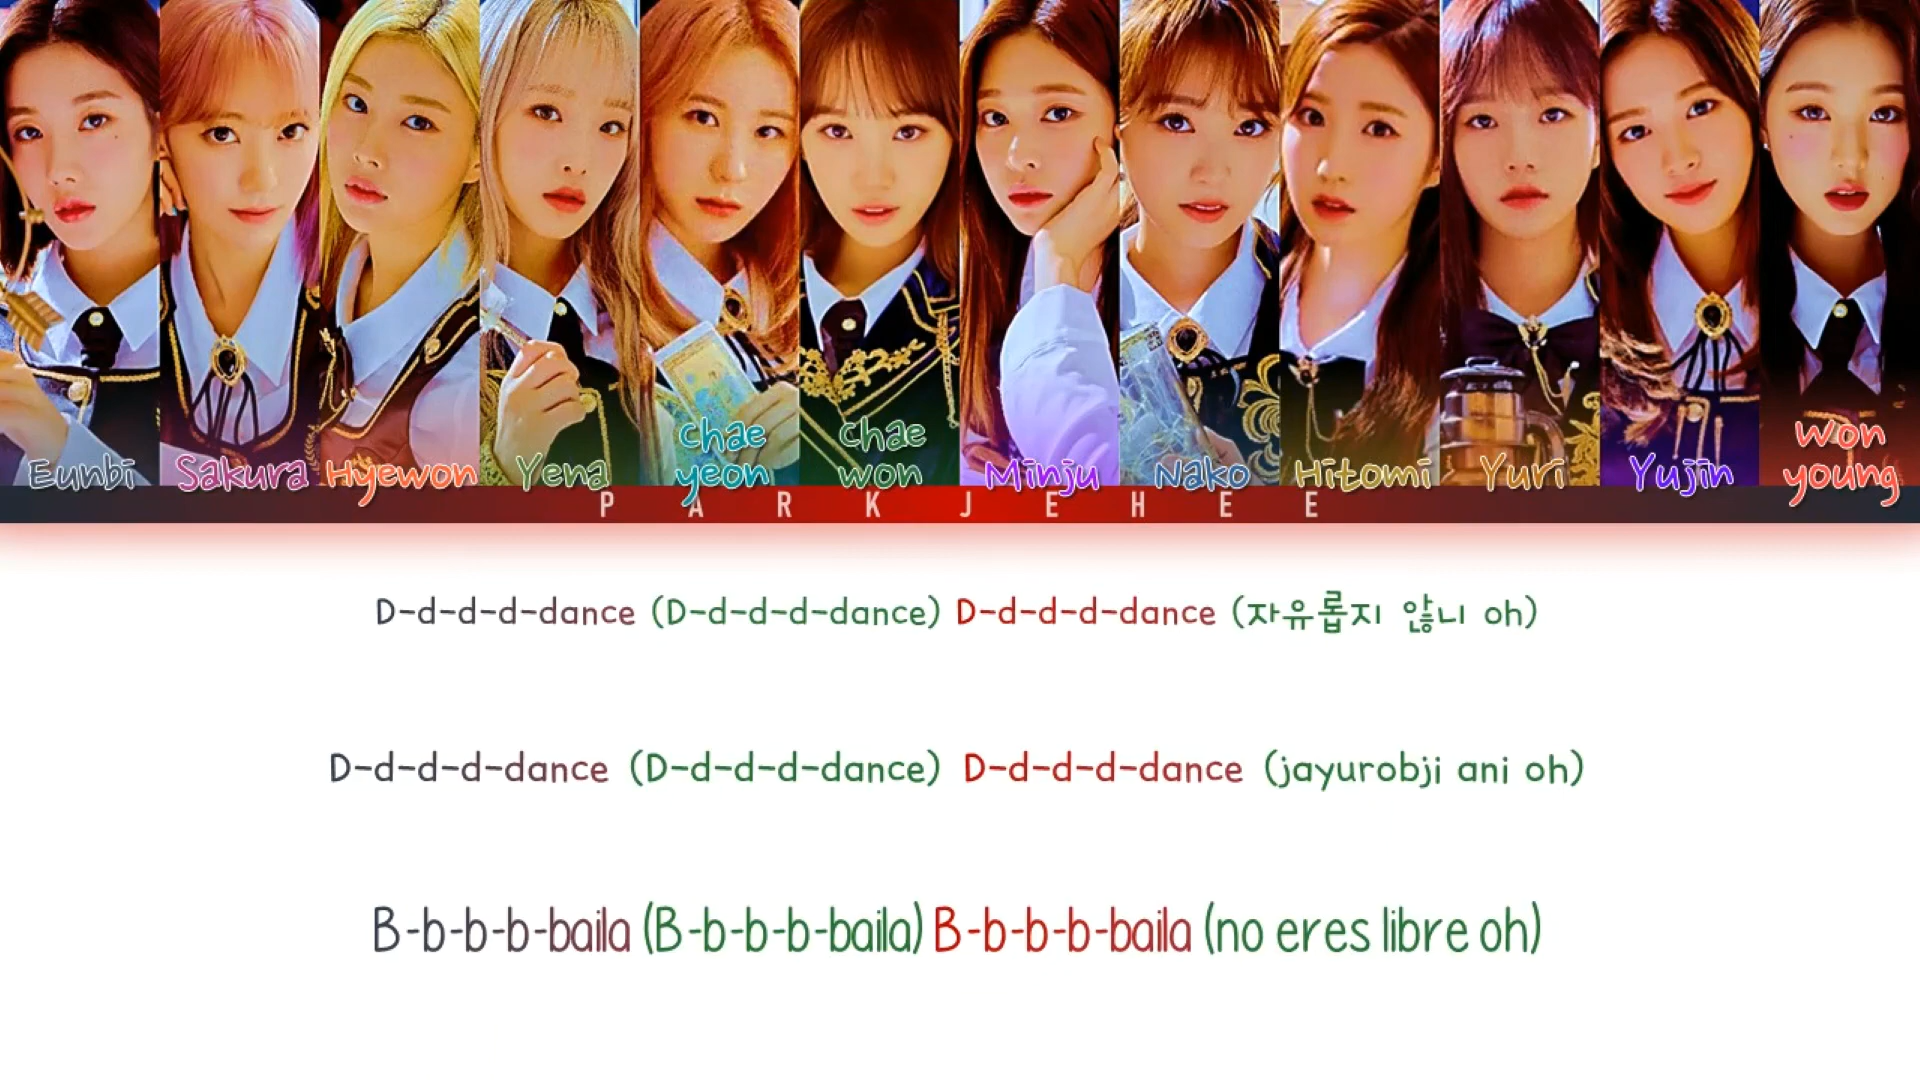 Eunbi Sakura Hyewon Yena chae yeon chae won Minju Nako Hitomi Yuri Yujin Won young
PARKJEHEE
D-d-d-d-dance (D-d-d-d-dance) D-d-d-d-dance (자유롭지 않니 oh)
D-d-d-d-dance (D-d-d-d-dance) D-d-d-d-dance (jayurobji ani oh)
B-b-b-b-baila (B-b-b-b-baila) B-b-b-b-baila (no eres libre oh)